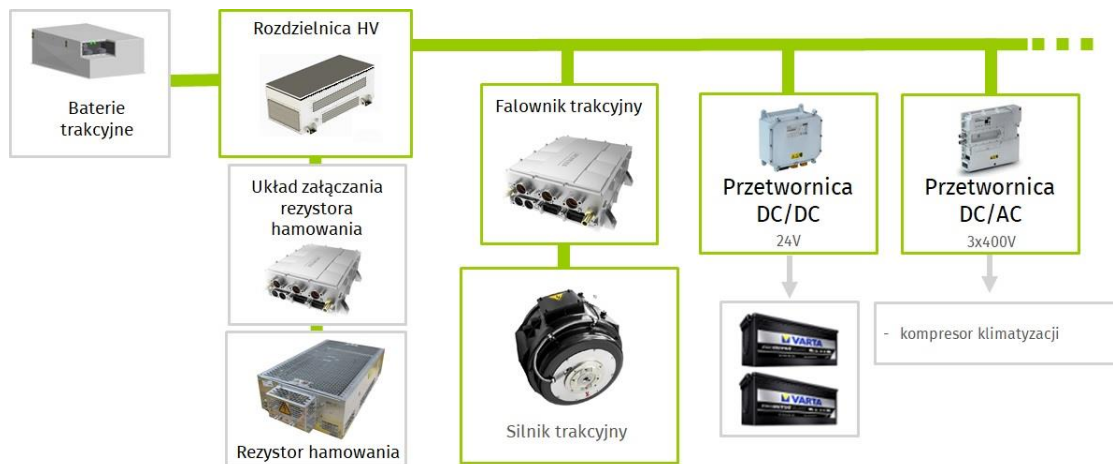 Baterie
trakcyjne
Rozdzielnica HV
Układ załączania
rezystora
hamowania
Rezystor hamowania
Falownik trakcyjny
Silnik trakcyjny
Przetwornica
DC/DC
24V
VARTA
VARTA
Przetwornica
DC/AC
3x400V
- kompresor klimatyzacji